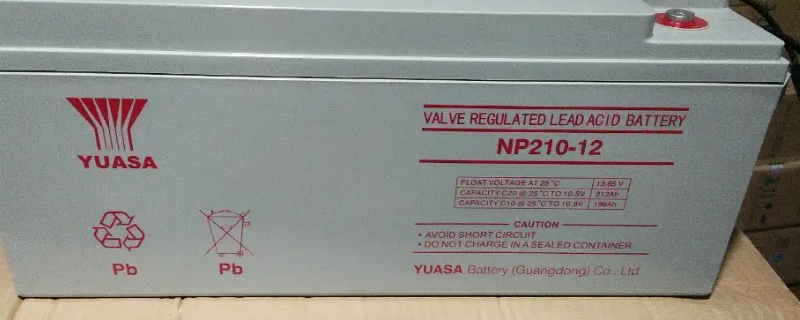 YUASA
Pb
Pb
VALVE REGULATED LEAD ACID BATTERY
NP210-12
FLOAT VOLTAGE AT 25 °C 13.65 V
CAPACITY C20 @ 25 °C TO 10.5V 212Ah
CAPACITY C10 @ 25 °C TO 10.8V 196Ah
CAUTION
• AVOID SHORT CIRCUIT
• DO NOT CHARGE IN A SEALED CONTAINER
YUASA Battery (Guangdong) Co., Ltd.